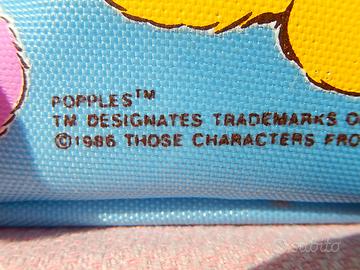 POPPLES™
TM DESIGNATES TRADEMARKS O
©1986 THOSE CHARACTERS FRO
Subito